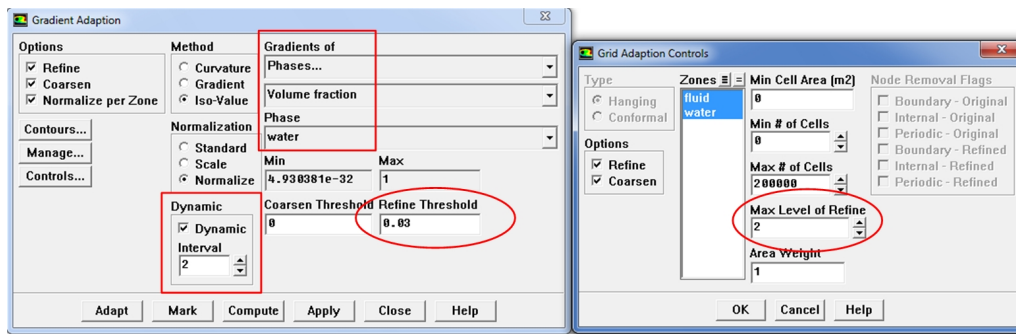 Gradient Adaption
Options
Refine
Coarsen
Normalize per Zone
Contours...
Manage...
Controls...
Method
Curvature
Gradient
Iso-Value
Normalization
Standard
Scale
Normalize
Dynamic
Dynamic
Interval
2
Gradients of
Phases...
Volume fraction
Phase
water
Min Max
4.930381e-32 1
Coarsen Threshold Refine Threshold
0 0.03
Adapt Mark Compute Apply Close Help
Grid Adaption Controls
Type
Hanging
Conformal
Options
Refine
Coarsen
Zones
fluid
water
Min Cell Area (m2)
0
Min # of Cells
0
Max # of Cells
200000
Max Level of Refine
2
Area Weight
1
Node Removal Flags
Boundary - Original
Internal - Original
Periodic - Original
Boundary - Refined
Internal - Refined
Periodic - Refined
OK Cancel Help